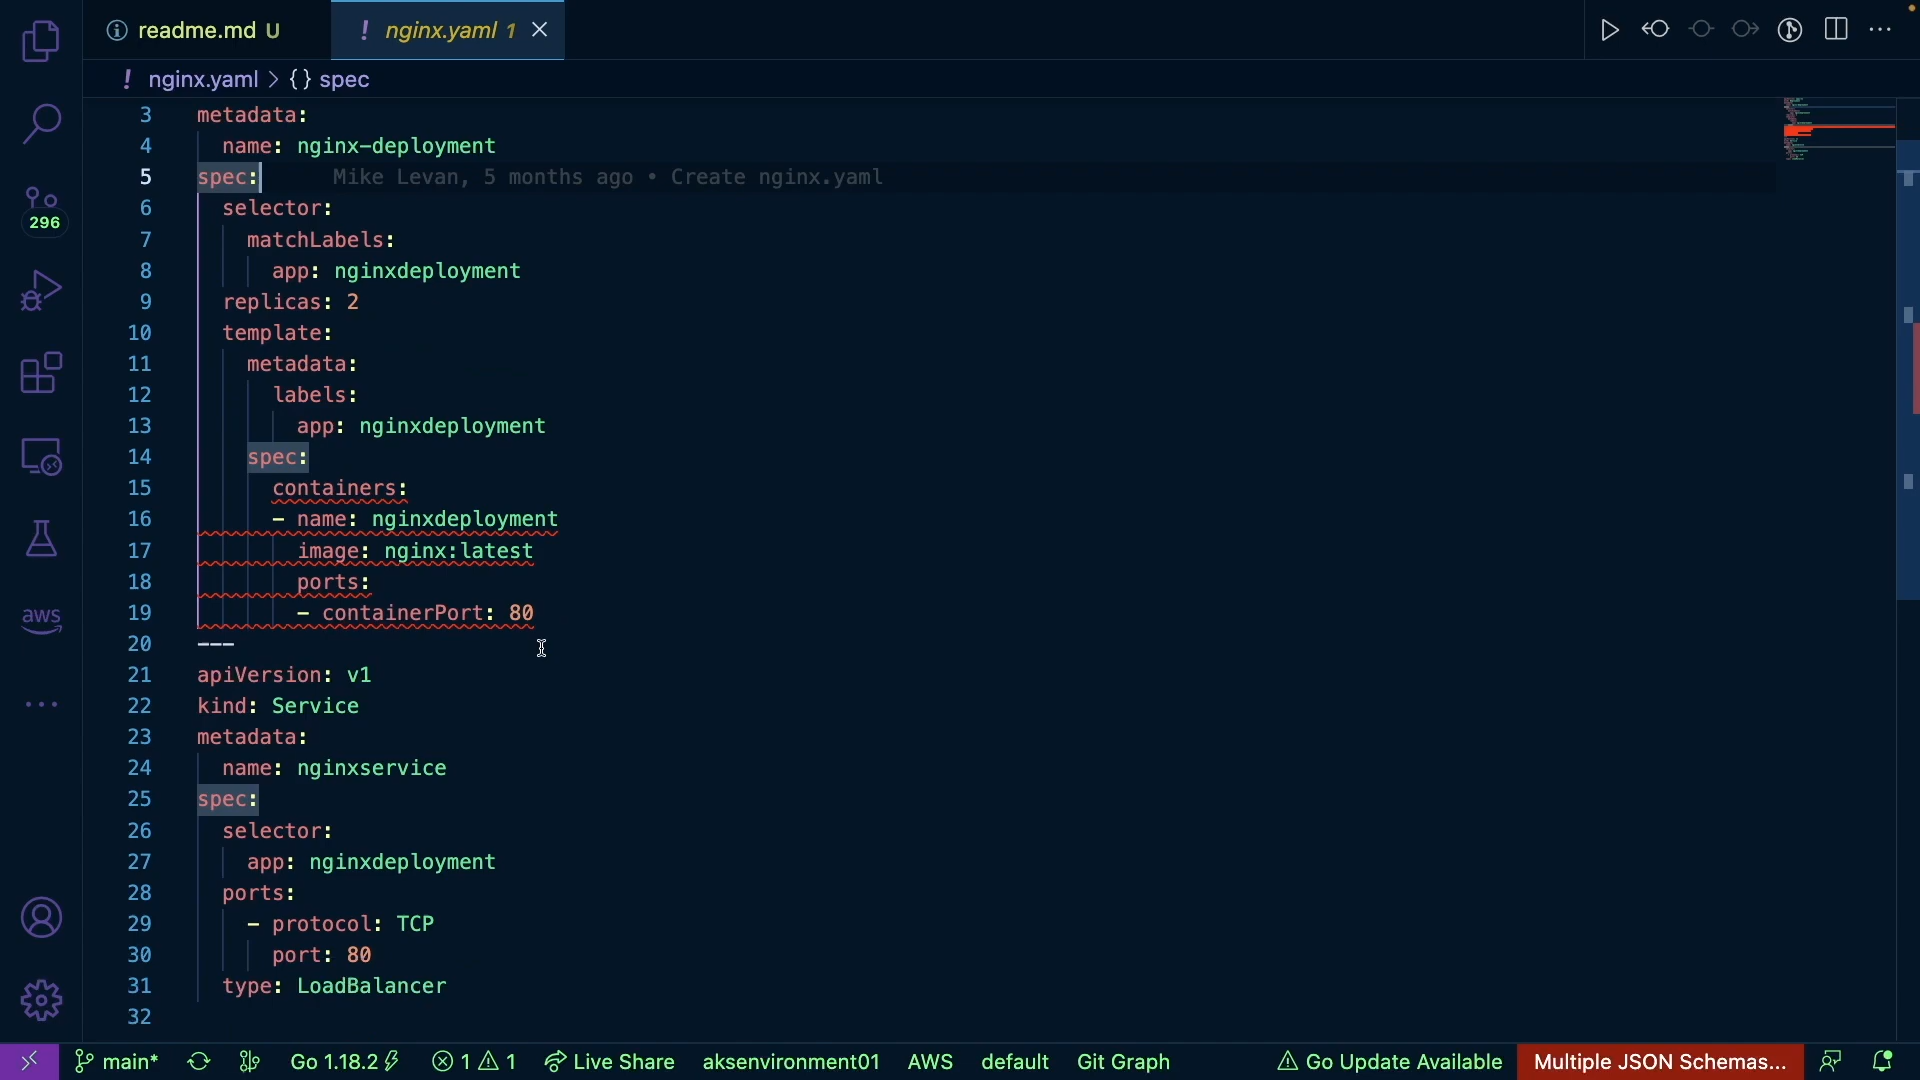 readme.md U
! nginx.yaml 1
! nginx.yaml > {} spec
3 metadata:
4 name: nginx-deployment
5 spec: Mike Levan, 5 months ago • Create nginx.yaml
6 selector:
7 matchLabels:
8 app: nginxdeployment
9 replicas: 2
10 template:
11 metadata:
12 labels:
13 app: nginxdeployment
14 spec:
15 containers:
16 - name: nginxdeployment
17 image: nginx:latest
18 ports:
19 - containerPort: 80
20 ---
21 apiVersion: v1
22 kind: Service
23 metadata:
24 name: nginxservice
25 spec:
26 selector:
27 app: nginxdeployment
28 ports:
29 - protocol: TCP
30 port: 80
31 type: LoadBalancer
32
296
aws
main* Go 1.18.2 1 1 Live Share aksenvironment01 AWS default Git Graph Go Update Available Multiple JSON Schemas...